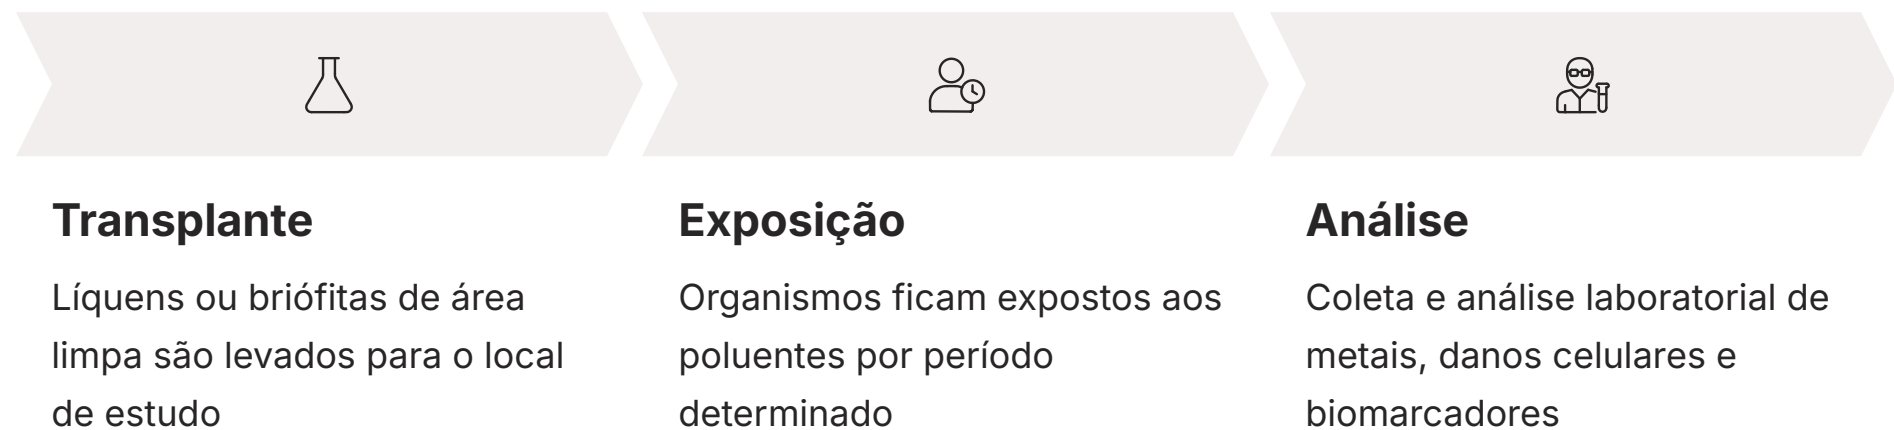 Transplante
Líquens ou briófitas de área
limpa são levados para o local
de estudo
Exposição
Organismos ficam expostos aos
poluentes por período
determinado
Análise
Coleta e análise laboratorial de
metais, danos celulares e
biomarcadores